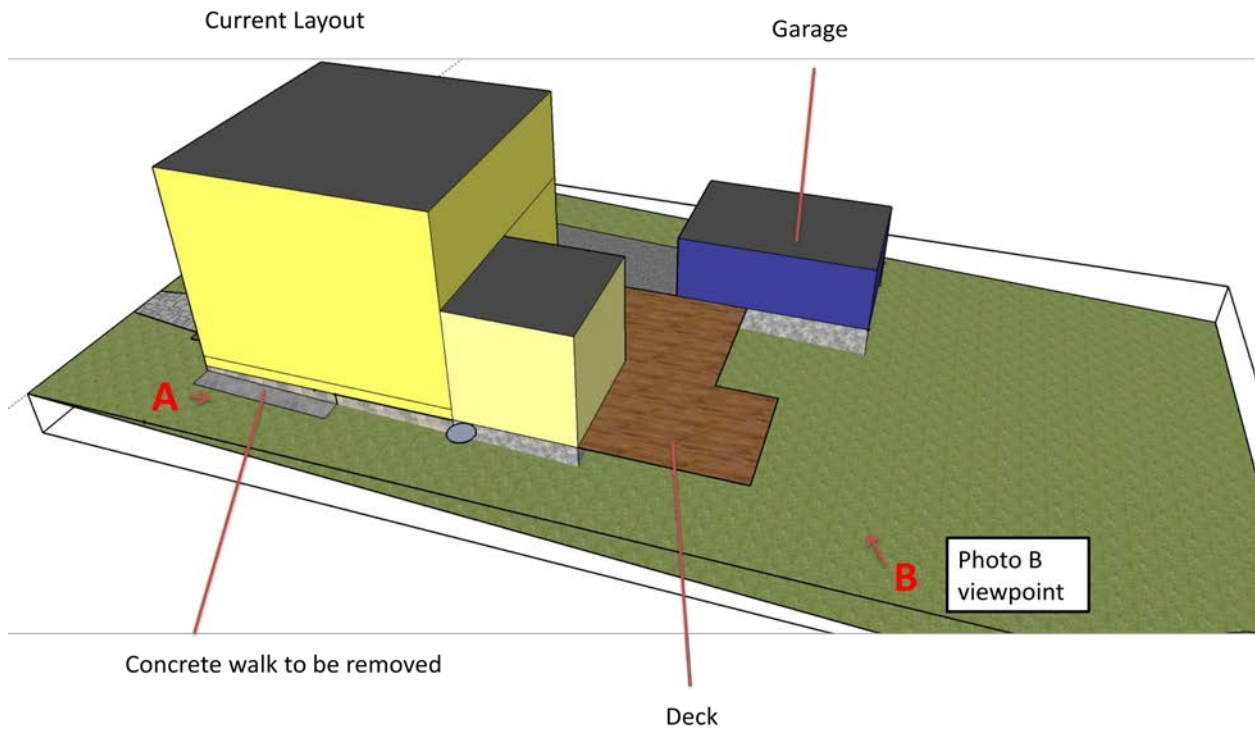 Current Layout
Garage
A
B
Photo B
viewpoint
Concrete walk to be removed
Deck